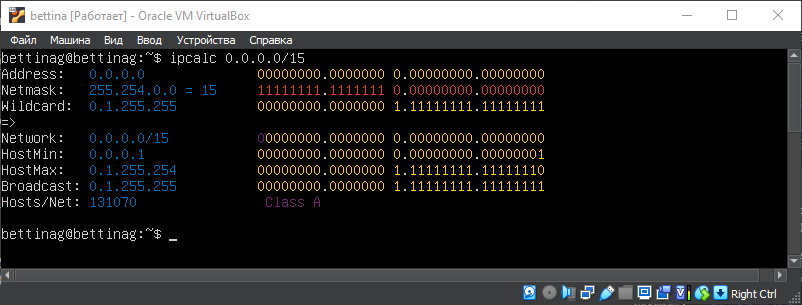 bettina [Работает] - Oracle VM VirtualBox
Файл Машина Вид Ввод Устройства Справка
bettinag@bettinag:~$ ipcalc 0.0.0.0/15
Address: 0.0.0.0 00000000.0000000 0.00000000.00000000
Netmask: 255.254.0.0 = 15 11111111.1111111 0.00000000.00000000
Wildcard: 0.1.255.255 00000000.0000000 1.11111111.11111111
=>
Network: 0.0.0.0/15 00000000.0000000 0.00000000.00000000
HostMin: 0.0.0.1 00000000.0000000 0.00000000.00000001
HostMax: 0.1.255.254 00000000.0000000 1.11111111.11111110
Broadcast: 0.1.255.255 00000000.0000000 1.11111111.11111111
Hosts/Net: 131070 Class A
bettinag@bettinag:~$ _
Right Ctrl